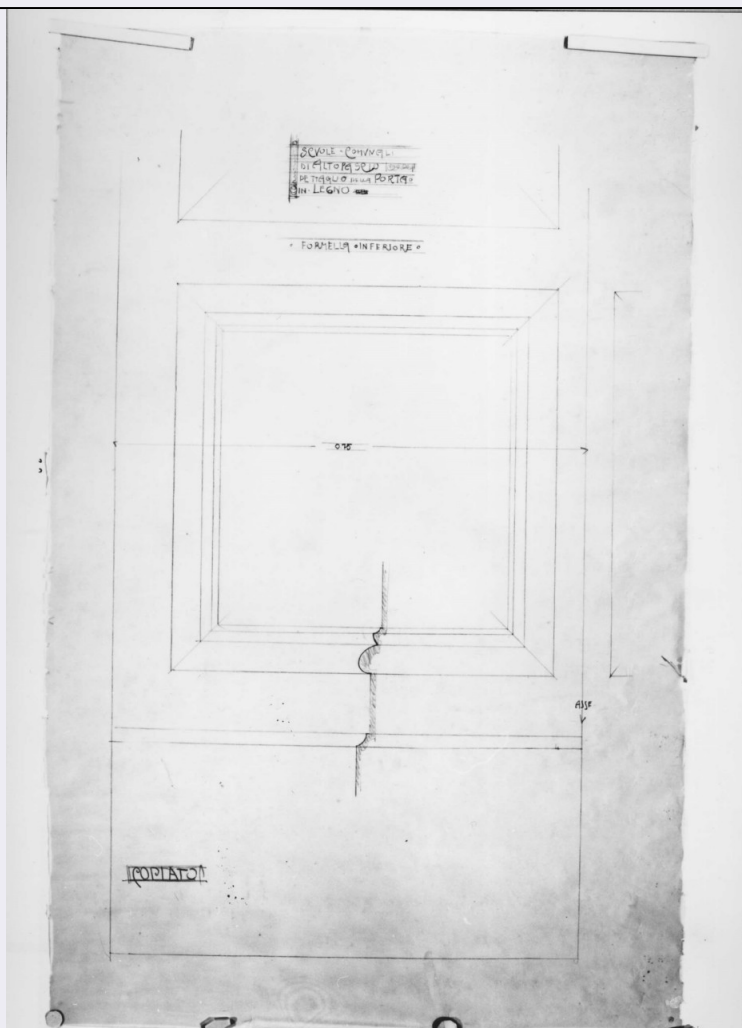 SCUOLE · COMUNALI
DI ALTOPASCIO
DETTAGLIO DELLA PORTA
IN · LEGNO
· FORMELLA · INFERIORE ·
0.75
ASSE
COPIATO